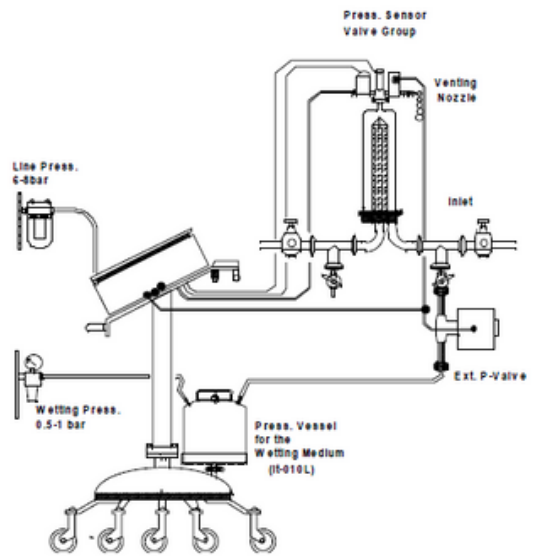 Press. Sensor
Valve Group
Venting
Nozzle
Line Press.
6-8bar
Inlet
Ext. P-Valve
Wetting Press.
0.5-1 bar
Press. Vessel
for the
Wetting Medium
(lt-010L)